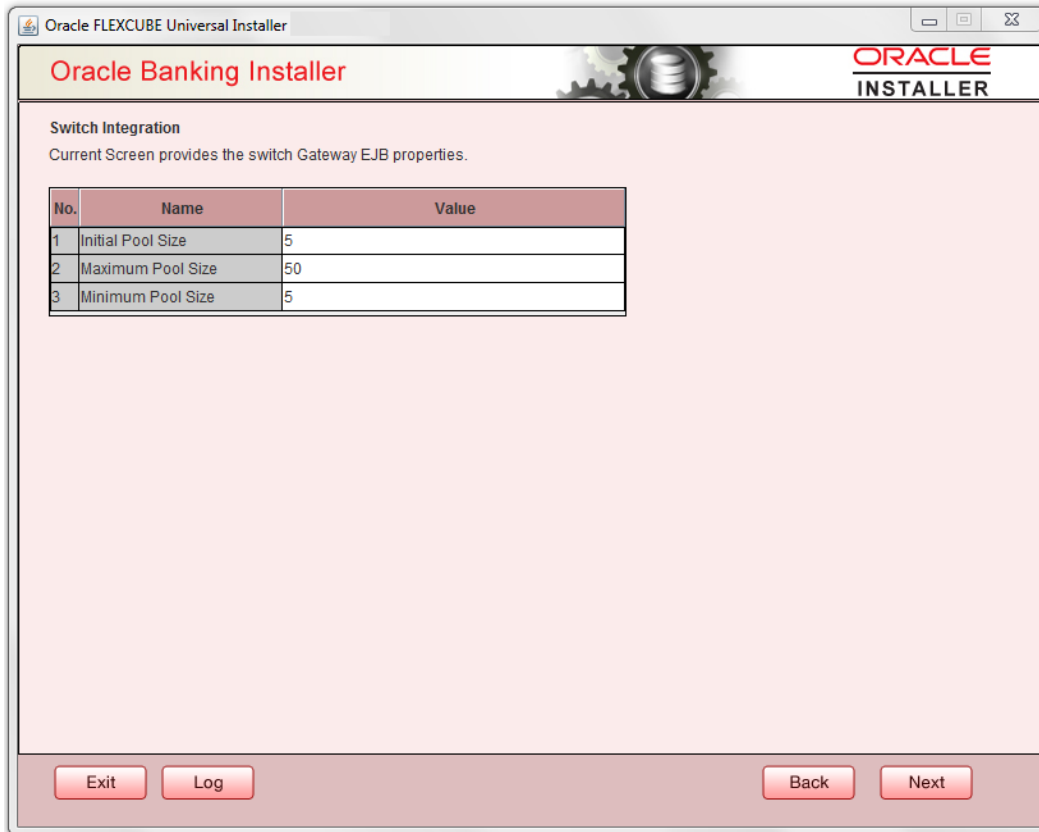 Oracle FLEXCUBE Universal Installer
Oracle Banking Installer
ORACLE
INSTALLER
Switch Integration
Current Screen provides the switch Gateway EJB properties.
No. Name Value
1 Initial Pool Size 5
2 Maximum Pool Size 50
3 Minimum Pool Size 5
Exit Log Back Next